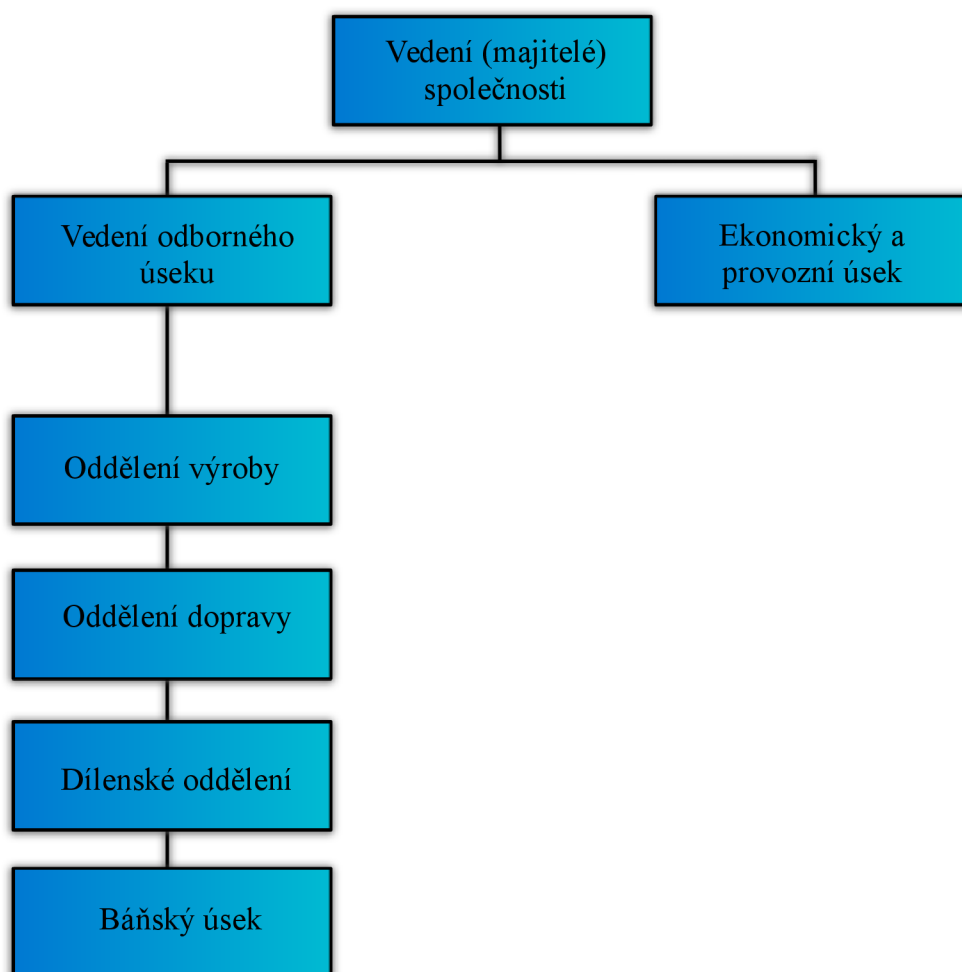 Vedení (majitelé)
společnosti
Vedení odborného
úseku
Ekonomický a
provozní úsek
Oddělení výroby
Oddělení dopravy
Dílenské oddělení
Báňský úsek